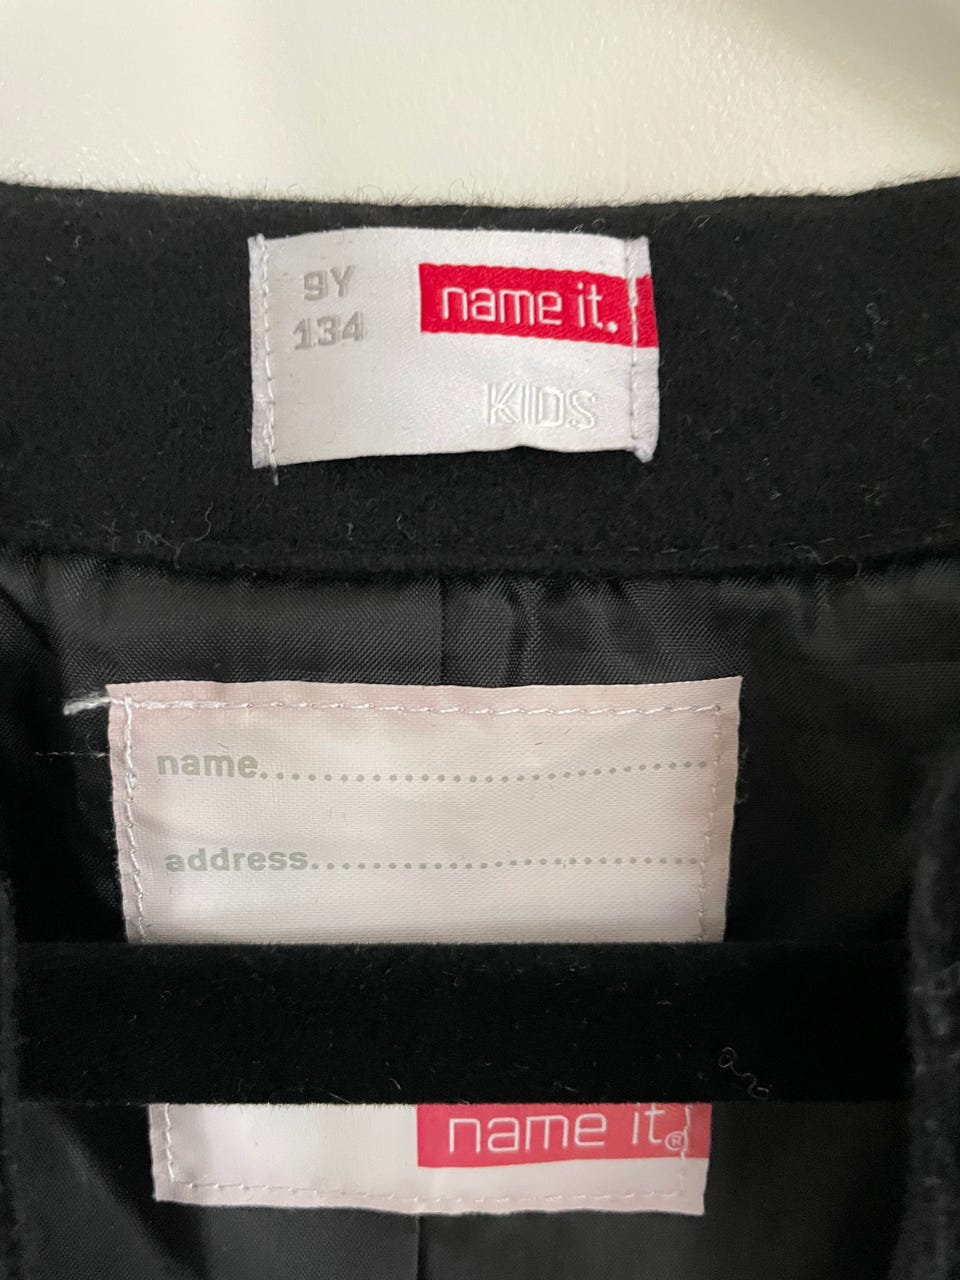 9Y
134
name it.
KIDS
name..............................
address..........................
name it®